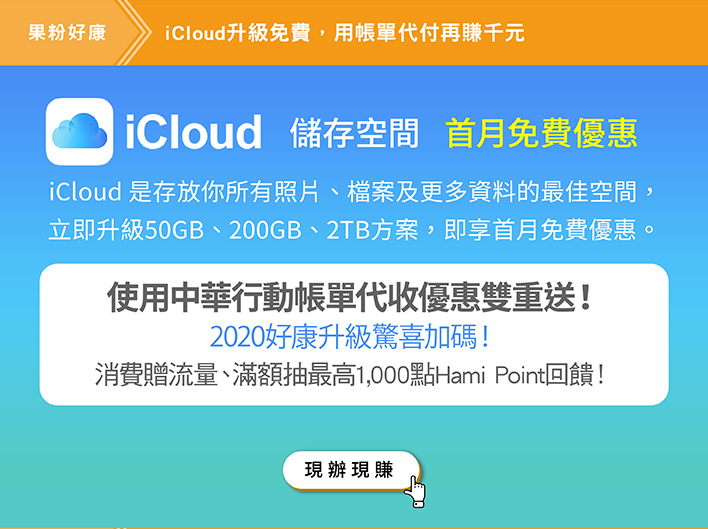 果粉好康
iCloud升級免費，用帳單代付再賺千元
iCloud 儲存空間 首月免費優惠
iCloud 是存放你所有照片、檔案及更多資料的最佳空間，
立即升級50GB、200GB、2TB方案，即享首月免費優惠。
使用中華行動帳單代收優惠雙重送！
2020好康升級驚喜加碼！
消費贈流量、滿額抽最高1,000點Hami Point回饋！
現辦現賺